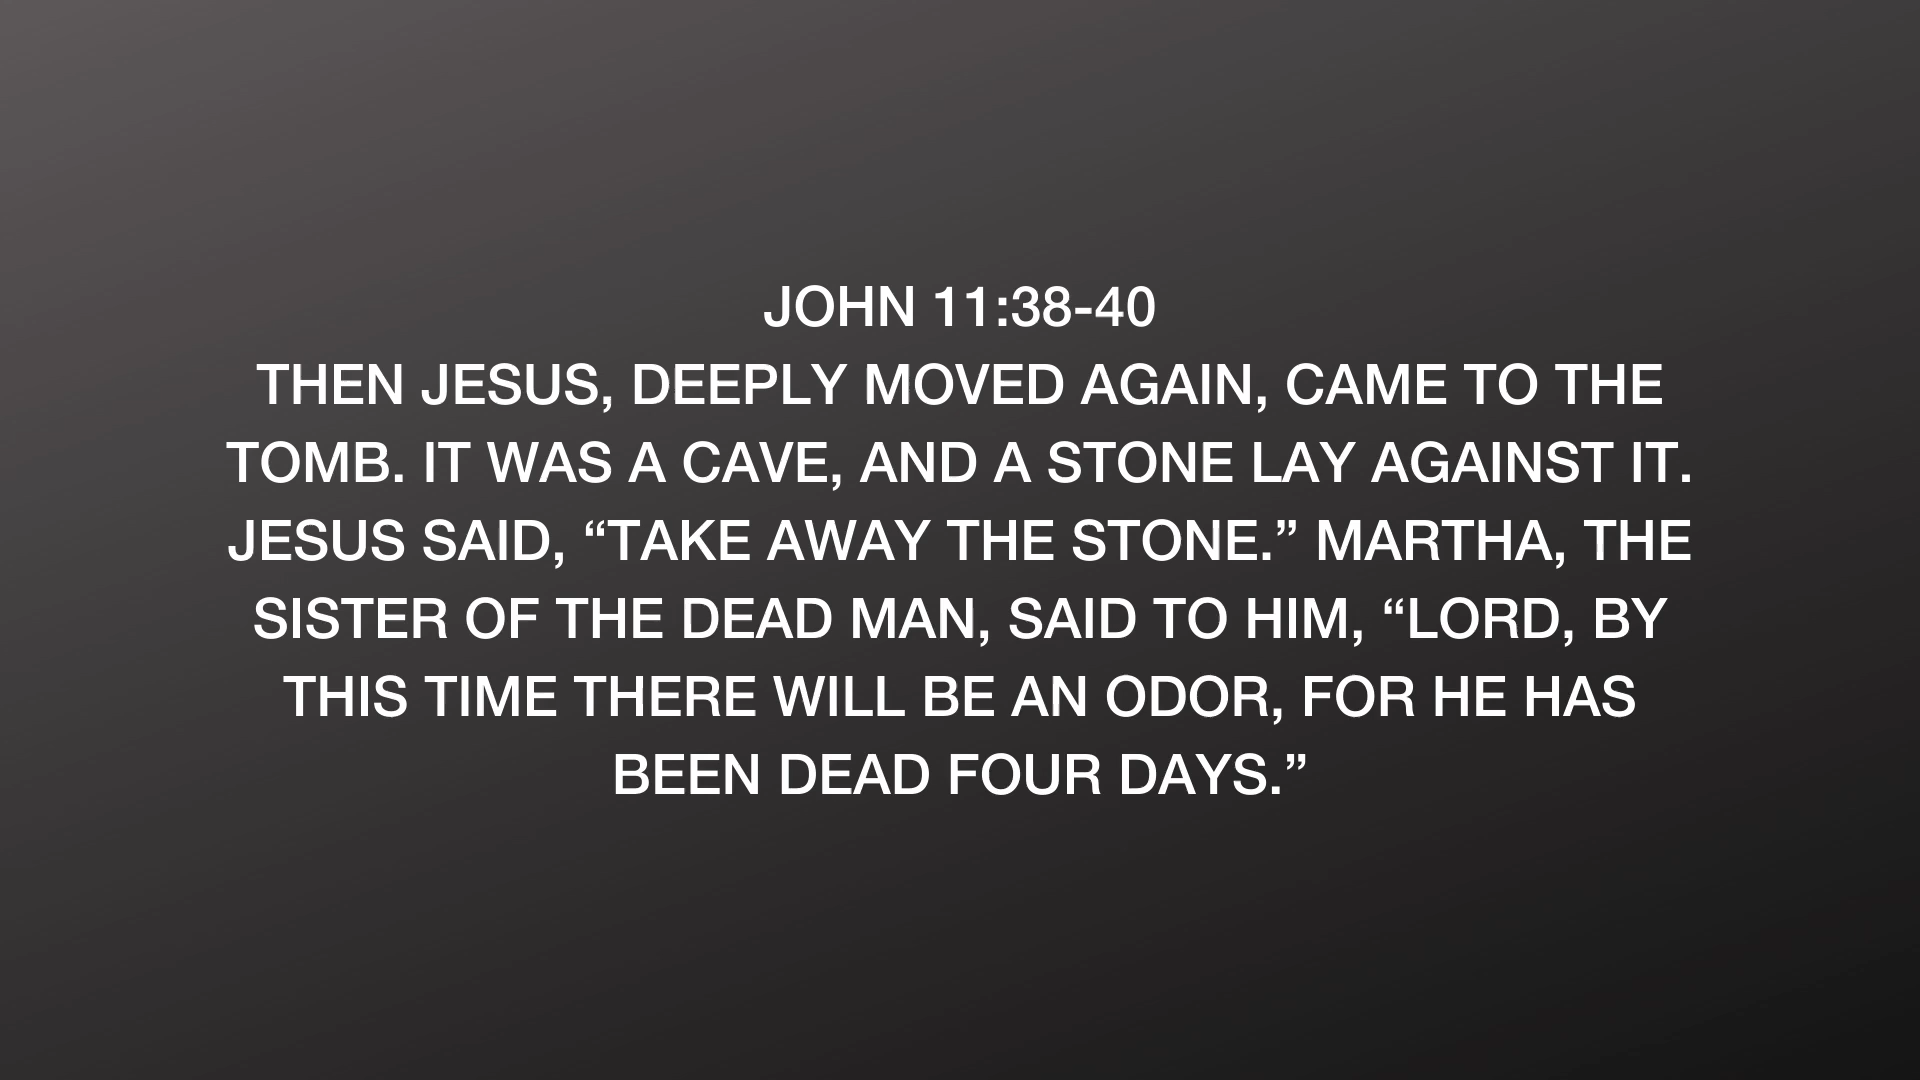 JOHN 11:38-40
THEN JESUS, DEEPLY MOVED AGAIN, CAME TO THE
TOMB. IT WAS A CAVE, AND A STONE LAY AGAINST IT.
JESUS SAID, “TAKE AWAY THE STONE.” MARTHA, THE
SISTER OF THE DEAD MAN, SAID TO HIM, “LORD, BY
THIS TIME THERE WILL BE AN ODOR, FOR HE HAS
BEEN DEAD FOUR DAYS.”